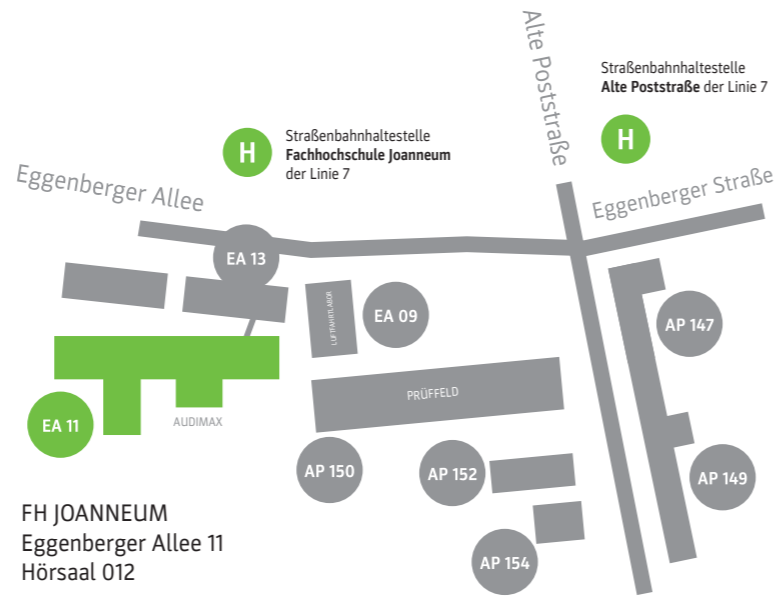 Alte Poststraße
Straßenbahnhaltestelle
Alte Poststraße der Linie 7
H
H
Straßenbahnhaltestelle
Fachhochschule Joanneum
der Linie 7
Eggenberger Allee
Eggenberger Straße
EA 13
LUFTFAHRTLABOR
EA 09
AP 147
PRÜFFELD
EA 11
AUDIMAX
AP 150
AP 152
AP 149
AP 154
FH JOANNEUM
Eggenberger Allee 11
Hörsaal 012